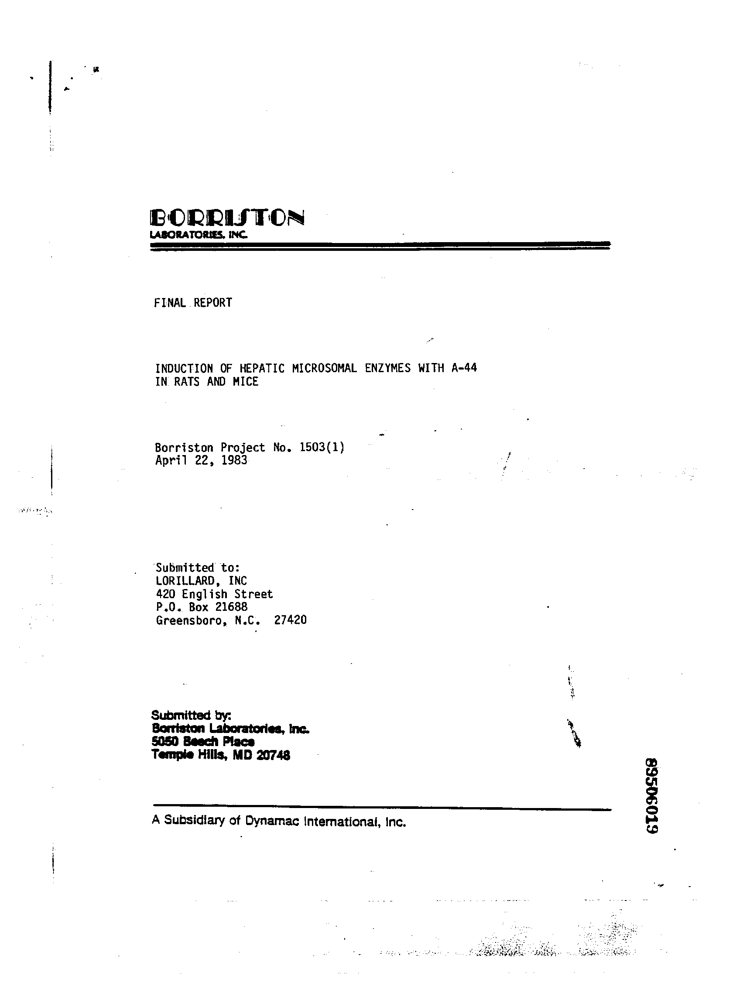 BORRISTON
LABORATORIES, INC.
FINAL REPORT
INDUCTION OF HEPATIC MICROSOMAL ENZYMES WITH A-44
IN RATS AND MICE
Borriston Project No. 1503(1)
April 22, 1983
Submitted to:
LORILLARD, INC
420 English Street
P.O. Box 21688
Greensboro, N.C. 27420
Submitted by:
Borriston Laboratories, Inc.
5050 Beech Place
Temple Hills, MD 20748
A Subsidiary of Dynamac International, Inc.
89506019